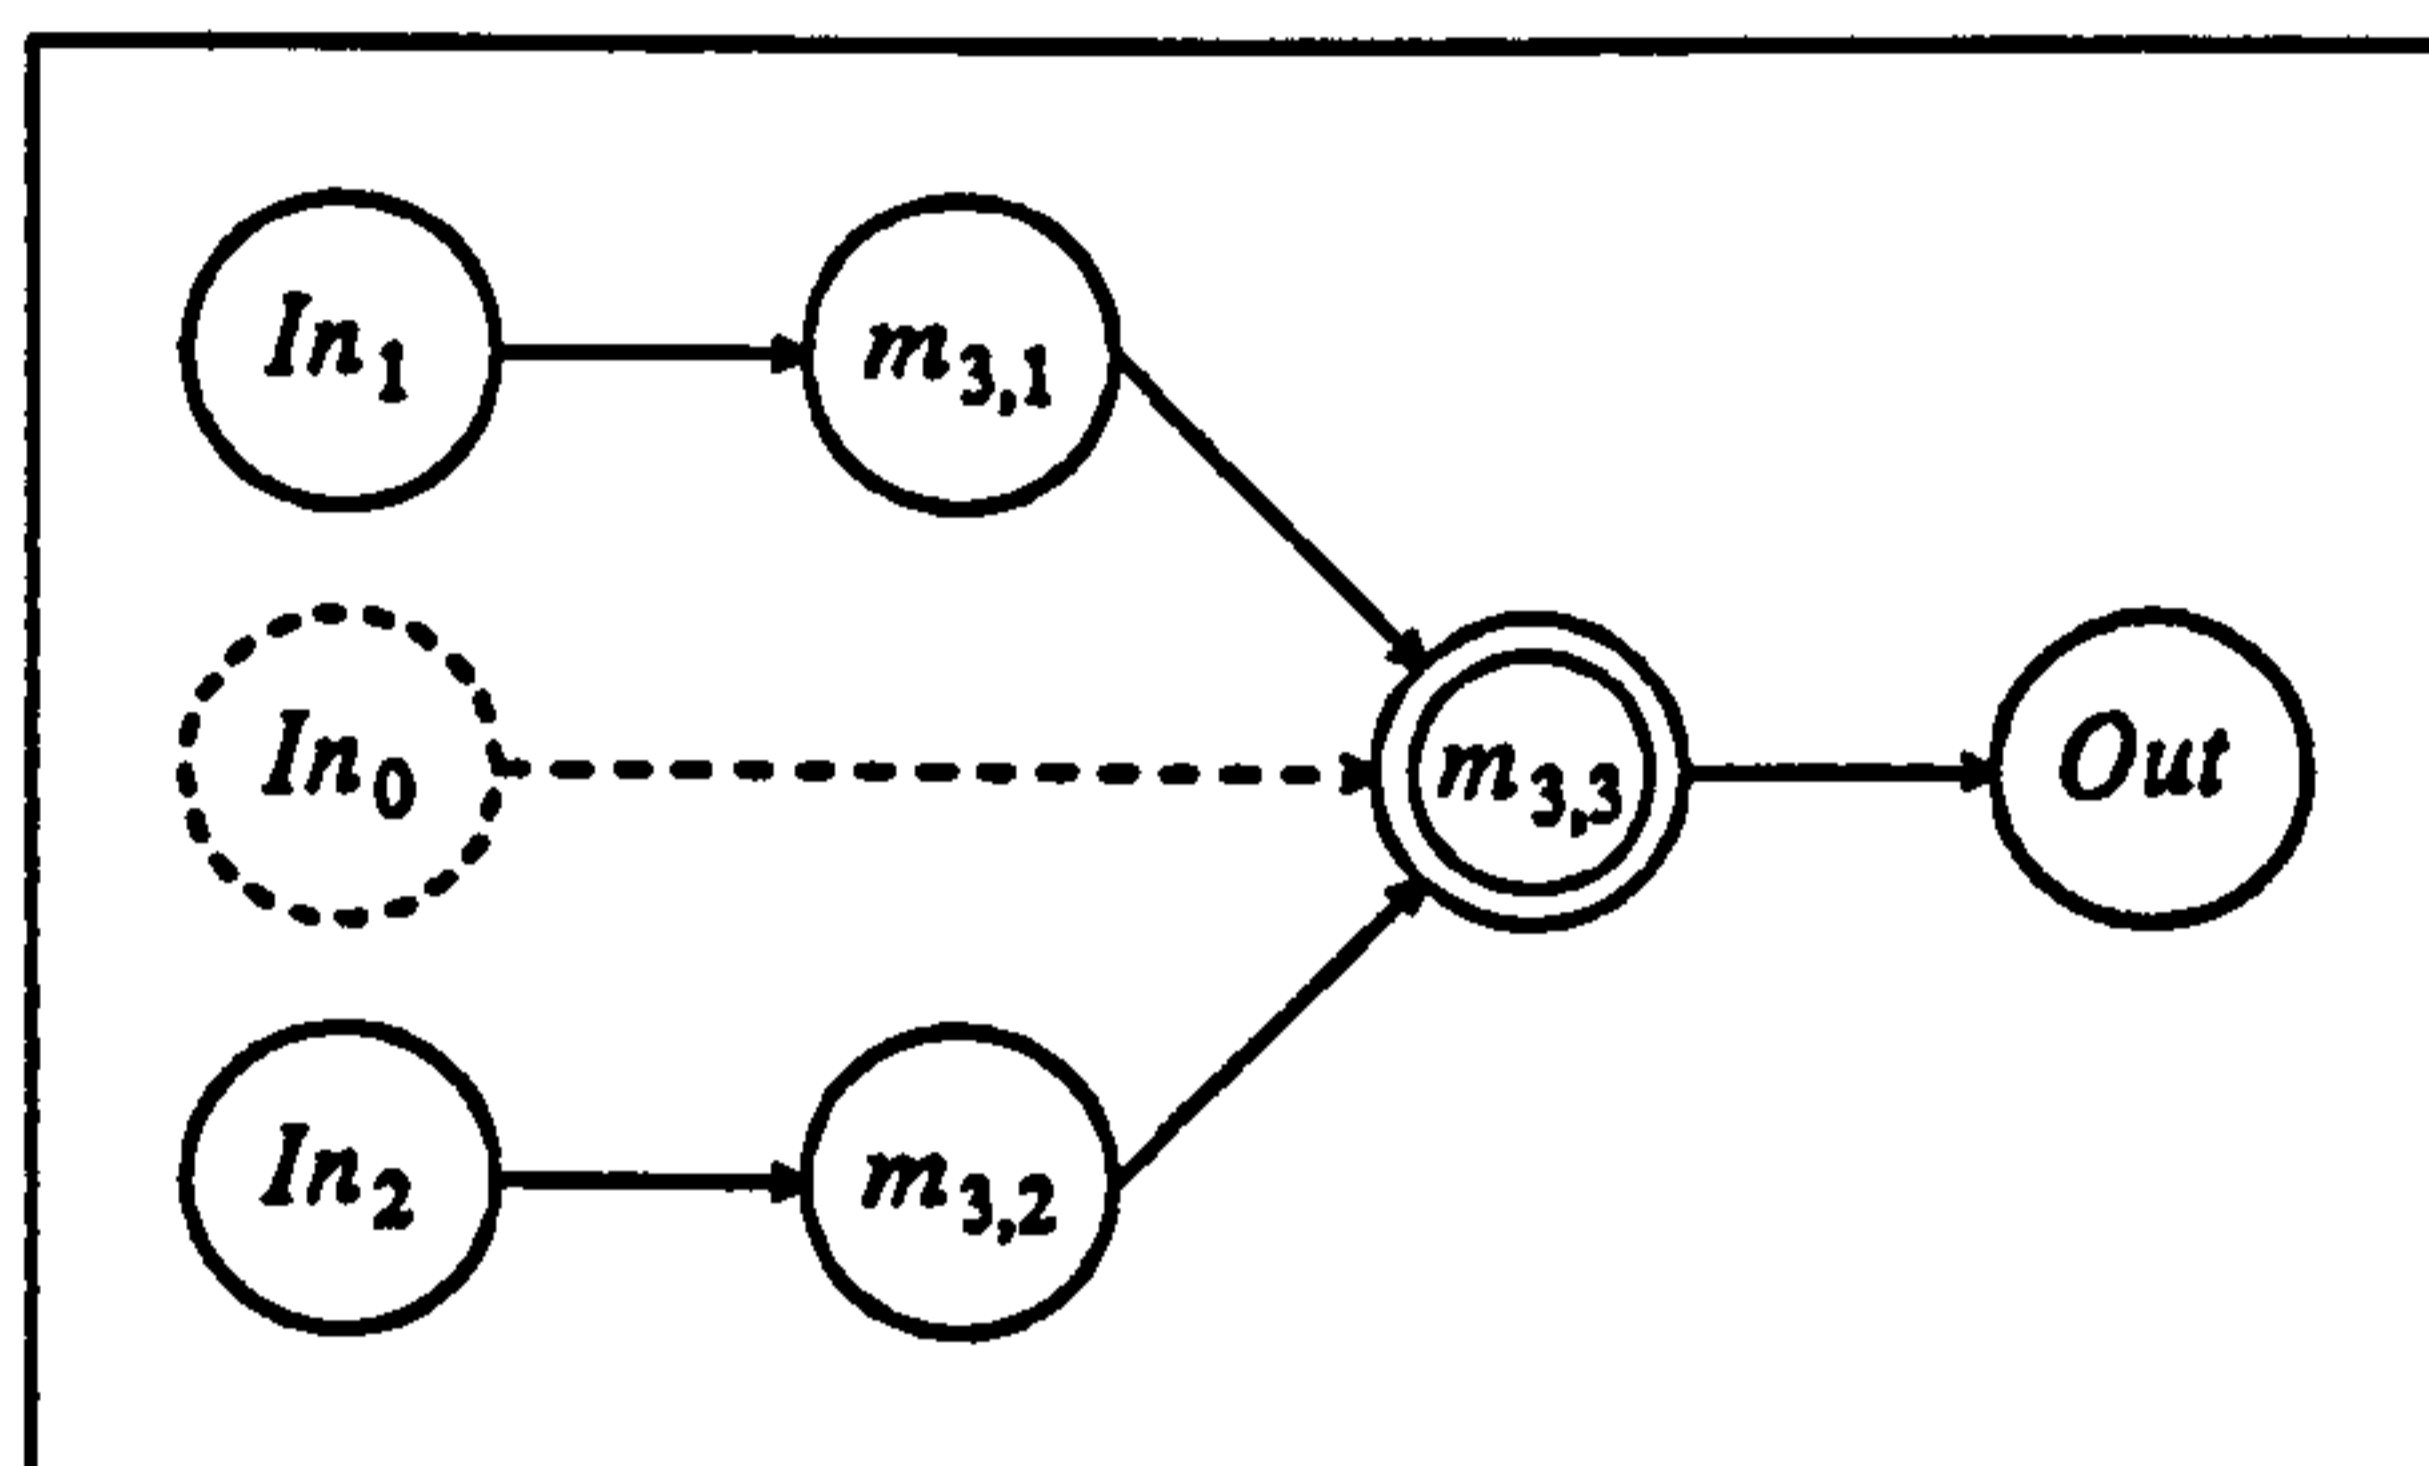 In₁ m₃,₁
In₀ m₃,₃ Out
In₂ m₃,₂